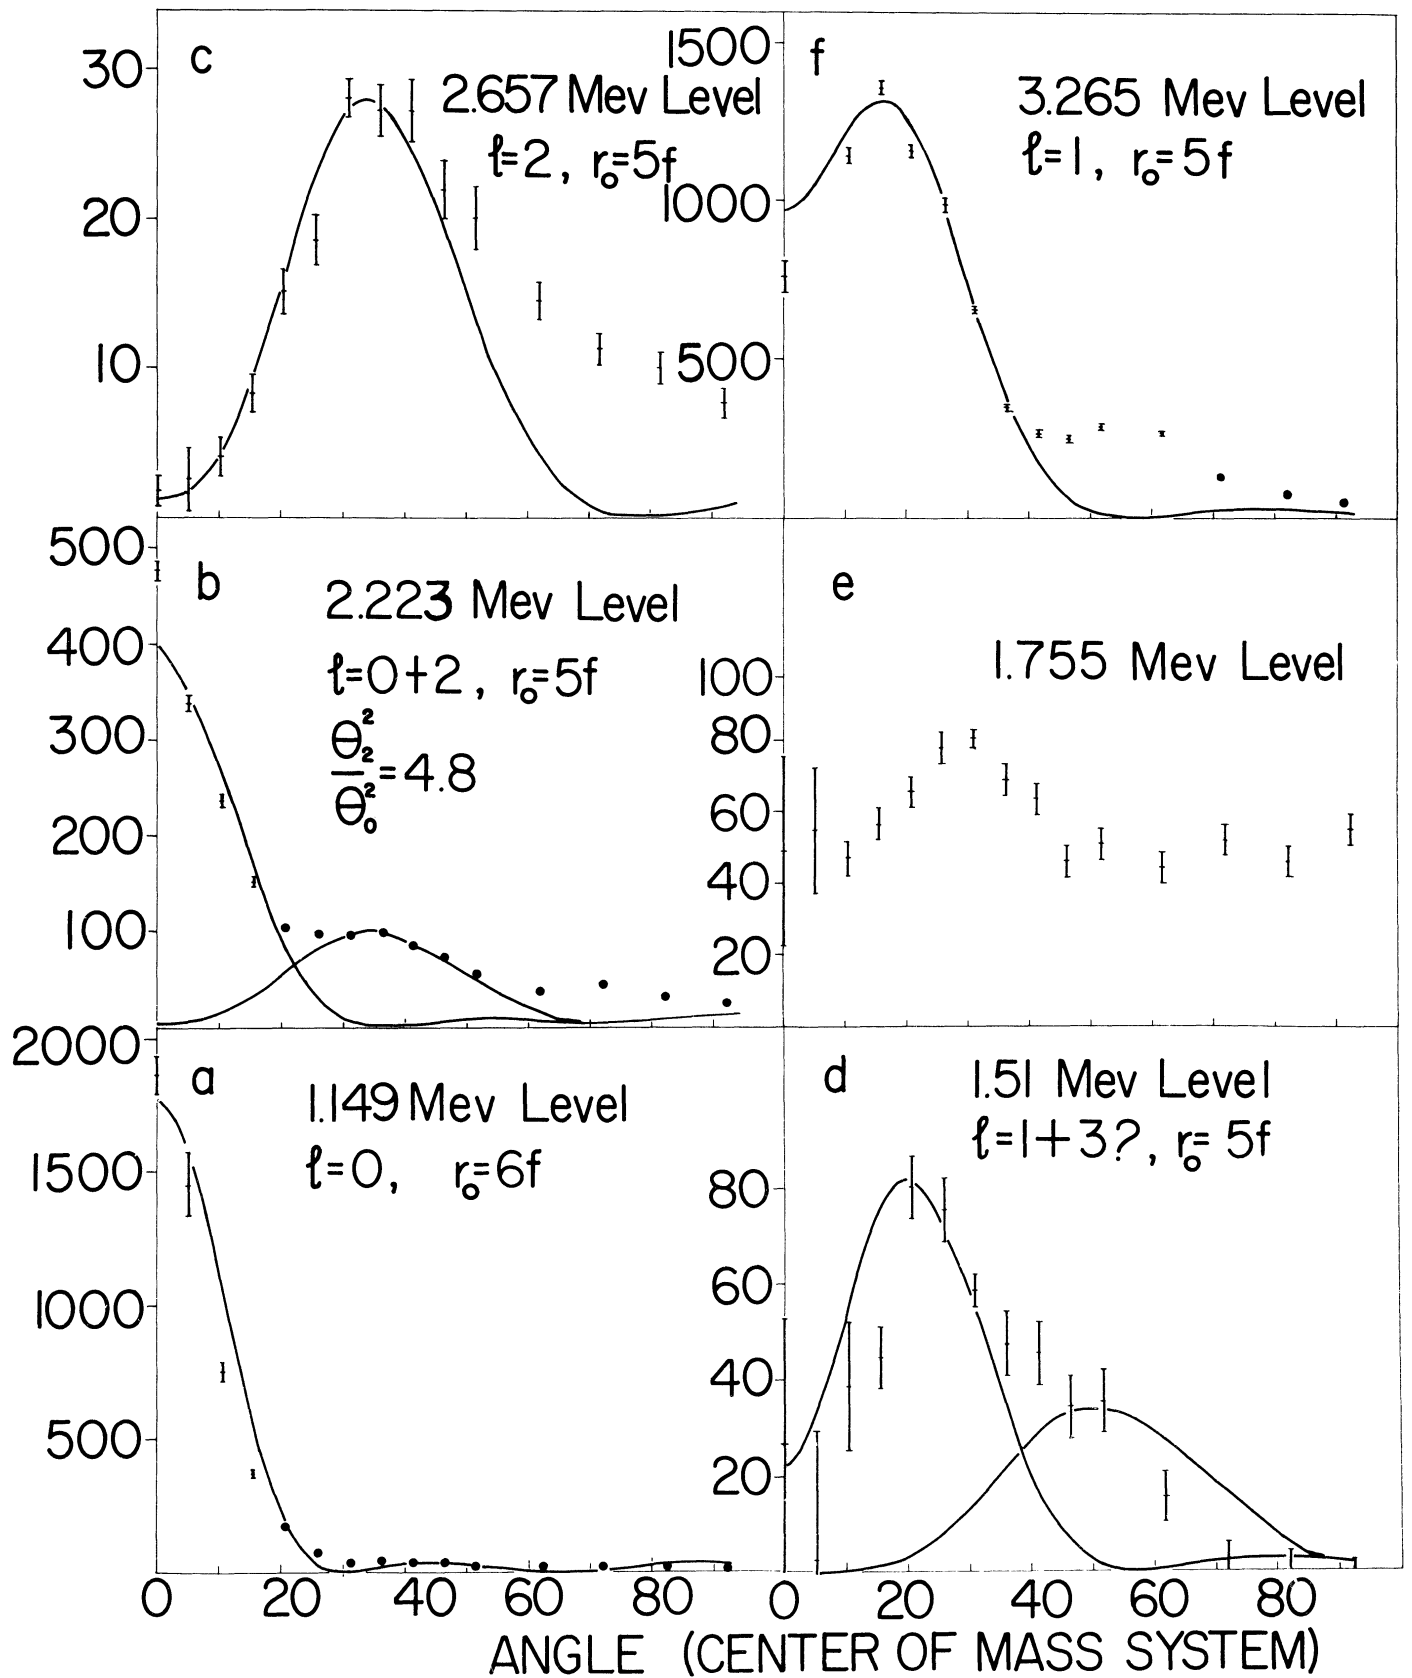 c
30
20
10
2.657 Mev Level
ℓ=2, r₀=5f
f
1500
1000
500
3.265 Mev Level
ℓ=1, r₀=5f
b
500
400
300
200
100
2.223 Mev Level
ℓ=0+2, r₀=5f
θ₂²/θ₀²=4.8
e
100
80
60
40
20
1.755 Mev Level
a
2000
1500
1000
500
1.149 Mev Level
ℓ=0, r₀=6f
0 20 40 60 80
d
80
60
40
20
1.51 Mev Level
ℓ=1+3?, r₀= 5f
0 20 40 60 80
ANGLE (CENTER OF MASS SYSTEM)